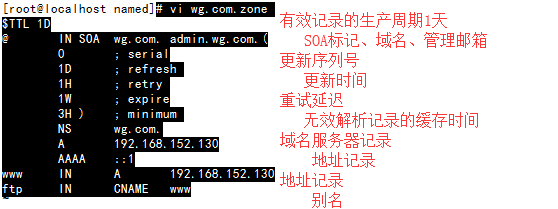 [root@localhost named]# vi wg.com.zone
$TTL 1D 有效记录的生产周期1天
@ IN SOA wg.com. admin.wg.com.( SOA标记、域名、管理邮箱
0 ; serial 更新序列号
1D ; refresh 更新时间
1H ; retry 重试延迟
1W ; expire
3H ) ; minimum 无效解析记录的缓存时间
NS wg.com. 域名服务器记录
A 192.168.152.130 地址记录
AAAA ::1
www IN A 192.168.152.130 地址记录
ftp IN CNAME www 别名
~